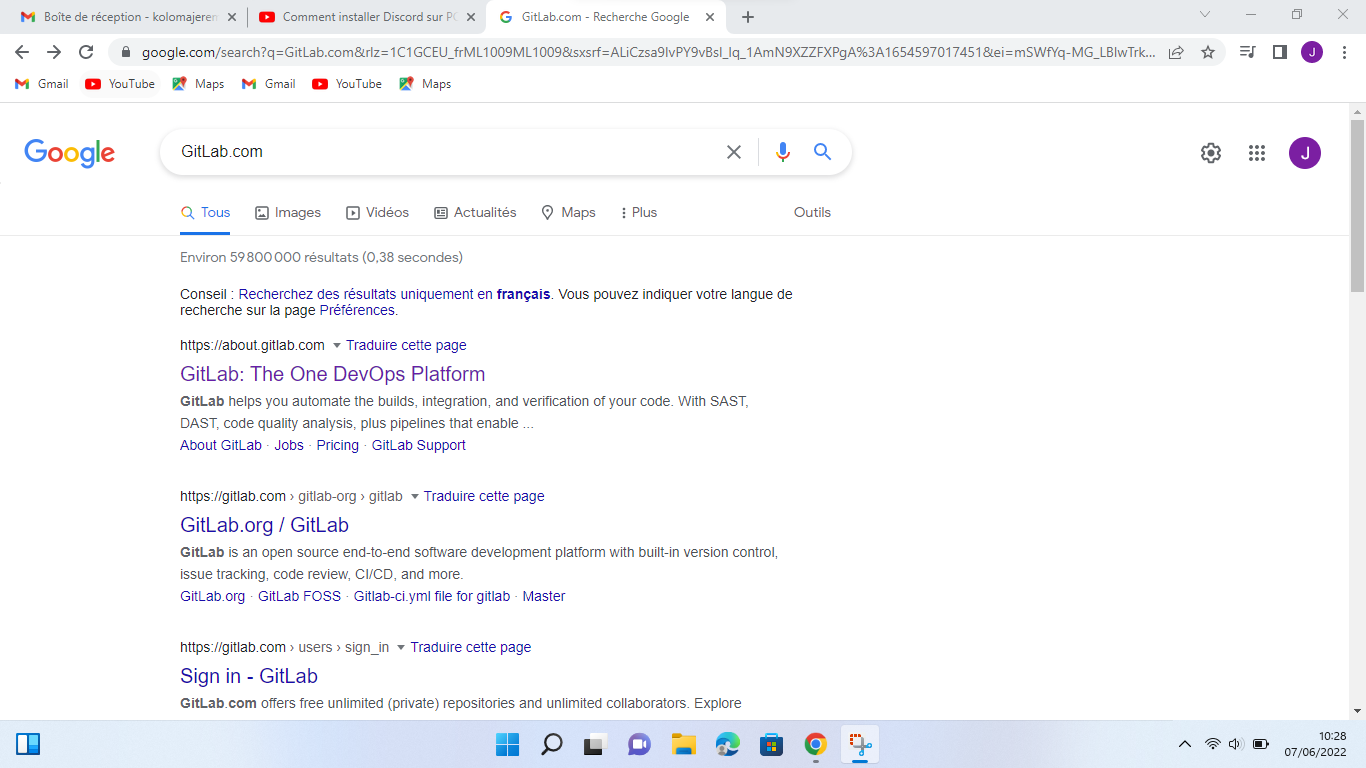 Boîte de réception - kolomajerem
Comment installer Discord sur PC
GitLab.com - Recherche Google
google.com/search?q=GitLab.com&rlz=1C1GCEU_frML1009ML1009&sxsrf=ALiCzsa9IvPY9vBsI_Iq_1AmN9XZZFXPgA%3A1654597017451&ei=mSWfYq-MG_LBlwTrk...
J
Gmail YouTube Maps Gmail YouTube Maps
Google
GitLab.com
J
Tous Images Vidéos Actualités Maps Plus Outils
Environ 59 800 000 résultats (0,38 secondes)
Conseil : Recherchez des résultats uniquement en français. Vous pouvez indiquer votre langue de
recherche sur la page Préférences.
https://about.gitlab.com Traduire cette page
GitLab: The One DevOps Platform
GitLab helps you automate the builds, integration, and verification of your code. With SAST,
DAST, code quality analysis, plus pipelines that enable ...
About GitLab · Jobs · Pricing · GitLab Support
https://gitlab.com › gitlab-org › gitlab Traduire cette page
GitLab.org / GitLab
GitLab is an open source end-to-end software development platform with built-in version control,
issue tracking, code review, CI/CD, and more.
GitLab.org · GitLab FOSS · Gitlab-ci.yml file for gitlab · Master
https://gitlab.com › users › sign_in Traduire cette page
Sign in - GitLab
GitLab.com offers free unlimited (private) repositories and unlimited collaborators. Explore
10:28
07/06/2022